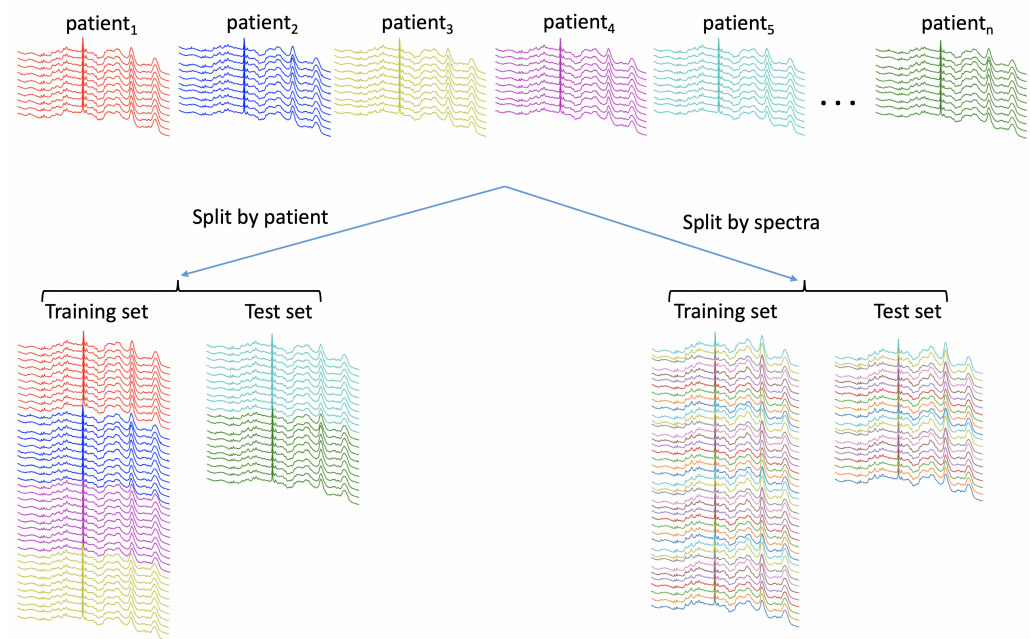 patient₁ patient₂ patient₃ patient₄ patient₅ ... patientₙ
Split by patient
Split by spectra
Training set Test set
Training set Test set